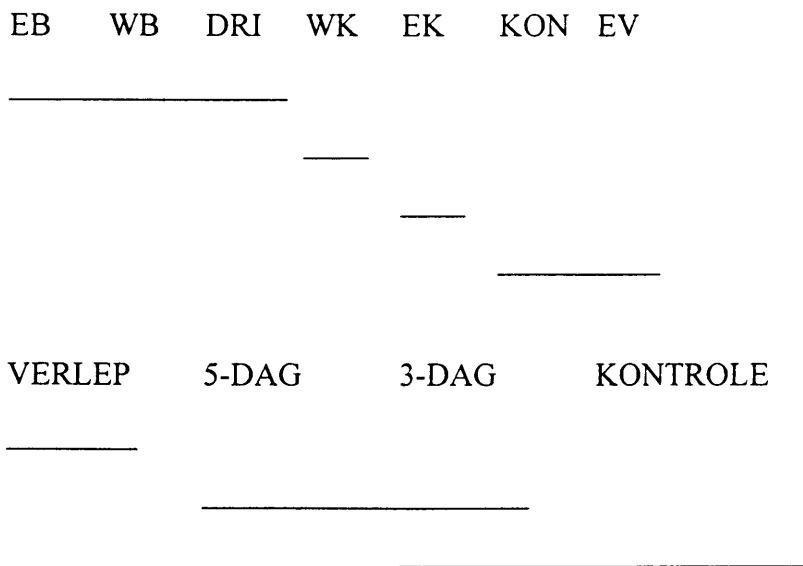 EB WB DRI WK EK KON EV
VERLEP 5-DAG 3-DAG KONTROLE